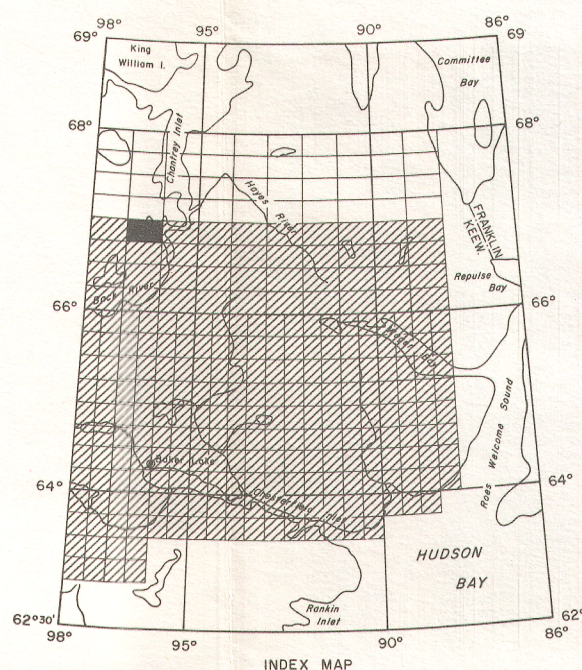 98° 95° 90° 86°
69° 69
King
William I.
Committee
Bay
68° 68°
Chantrey Inlet
Hayes
River
FRANKLIN
KEEW.
Repulse
Bay
Back River
66° 66°
Wager Bay
Roes Welcome Sound
Baker Lake
64° 64°
Chesterfield Inlet
HUDSON
BAY
Rankin
Inlet
62°30' 62°
98° 95° 90° 86°
INDEX MAP